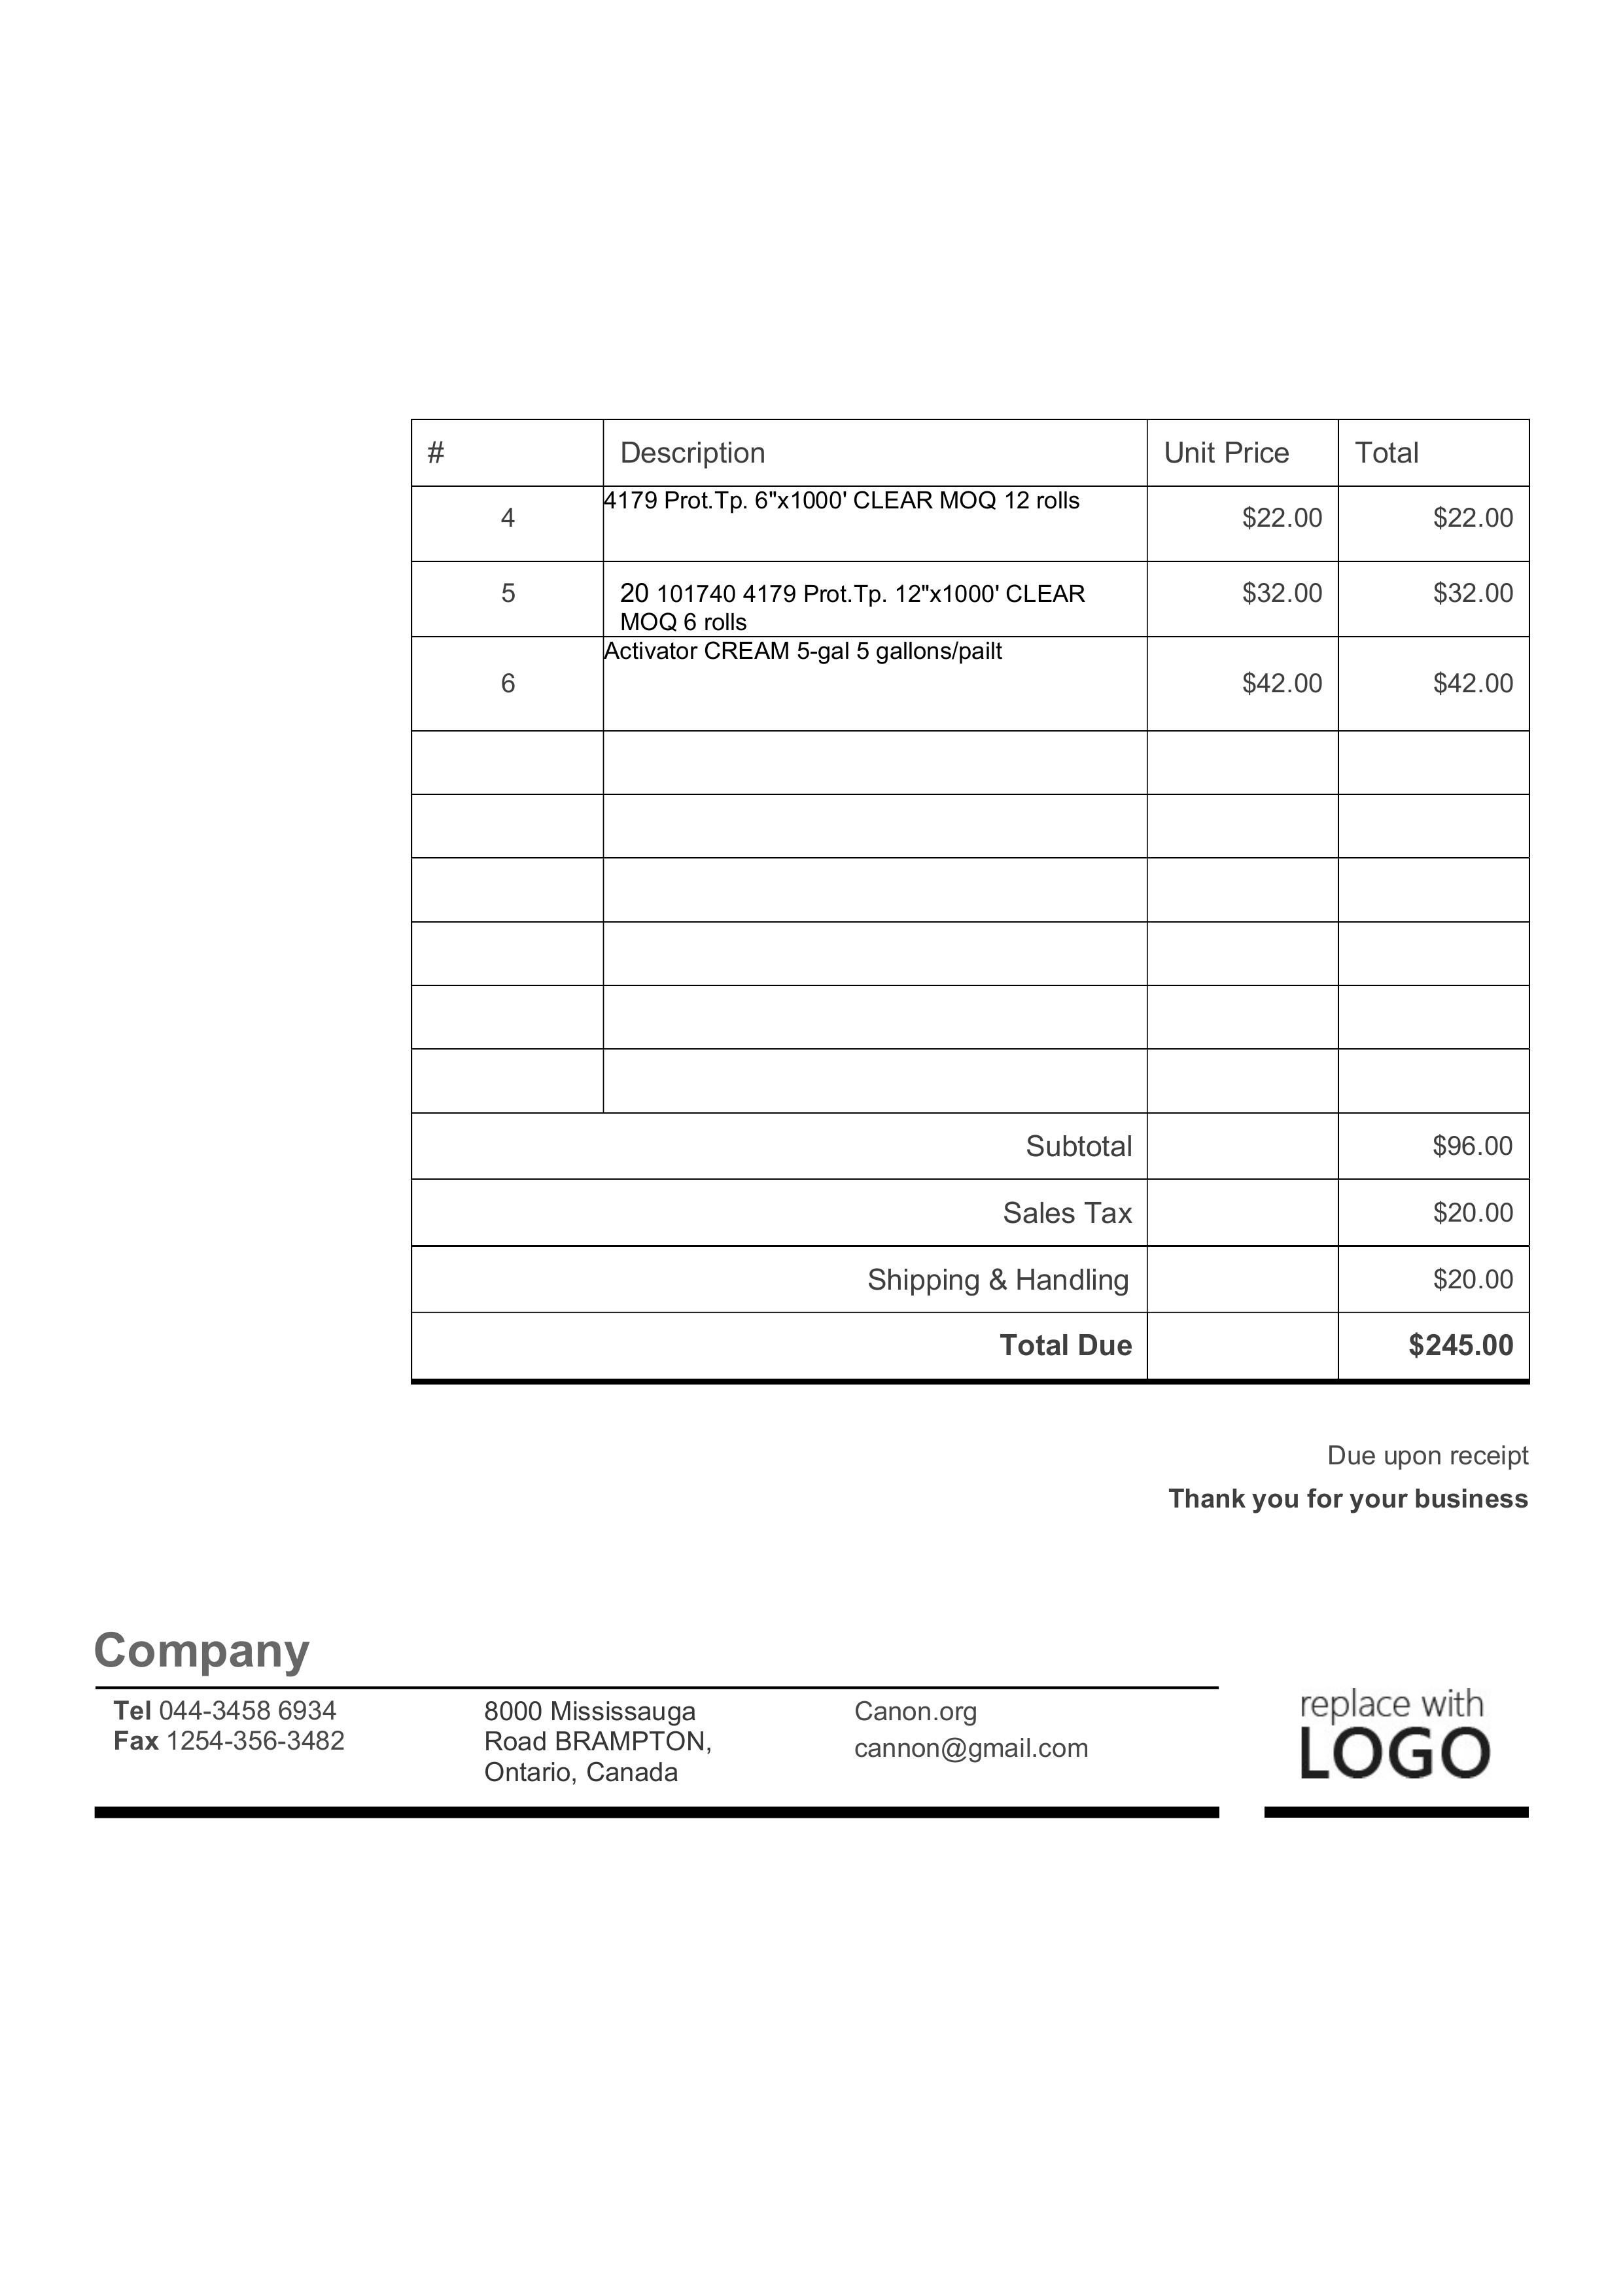 # Description Unit Price Total
4 4179 Prot.Tp. 6"x1000' CLEAR MOQ 12 rolls $22.00 $22.00
5 20 101740 4179 Prot.Tp. 12"x1000' CLEAR $32.00 $32.00
MOQ 6 rolls
Activator CREAM 5-gal 5 gallons/pailt
6 $42.00 $42.00
Subtotal $96.00
Sales Tax $20.00
Shipping & Handling $20.00
Total Due $245.00
Due upon receipt
Thank you for your business
Company
Tel 044-3458 6934
Fax 1254-356-3482
8000 Mississauga
Road BRAMPTON,
Ontario, Canada
Canon.org
cannon@gmail.com
replace with
LOGO